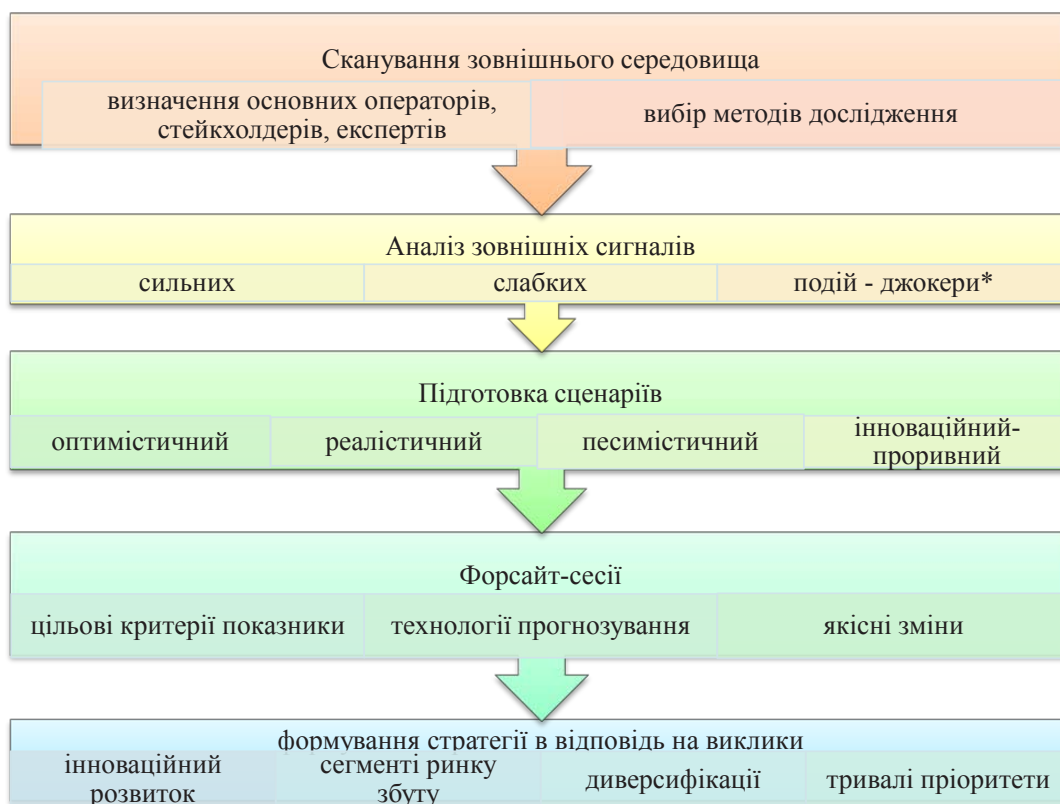 Сканування зовнішнього середовища
визначення основних операторів,
стейкхолдерів, експертів
вибір методів дослідження
Аналіз зовнішніх сигналів
сильних
слабких
подій - джокери*
Підготовка сценаріїв
оптимістичний
реалістичний
песимістичний
інноваційний-
проривний
Форсайт-сесії
цільові критерії показники
технології прогнозування
якісні зміни
формування стратегії в відповідь на виклики
інноваційний
розвиток
сегменті ринку
збуту
диверсифікації
тривалі пріоритети